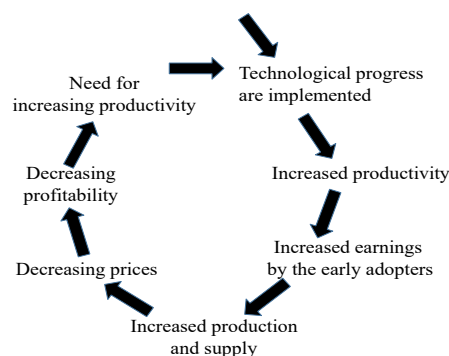 Technological progress
are implemented
Increased productivity
Increased earnings
by the early adopters
Increased production
and supply
Decreasing prices
Decreasing
profitability
Need for
increasing productivity